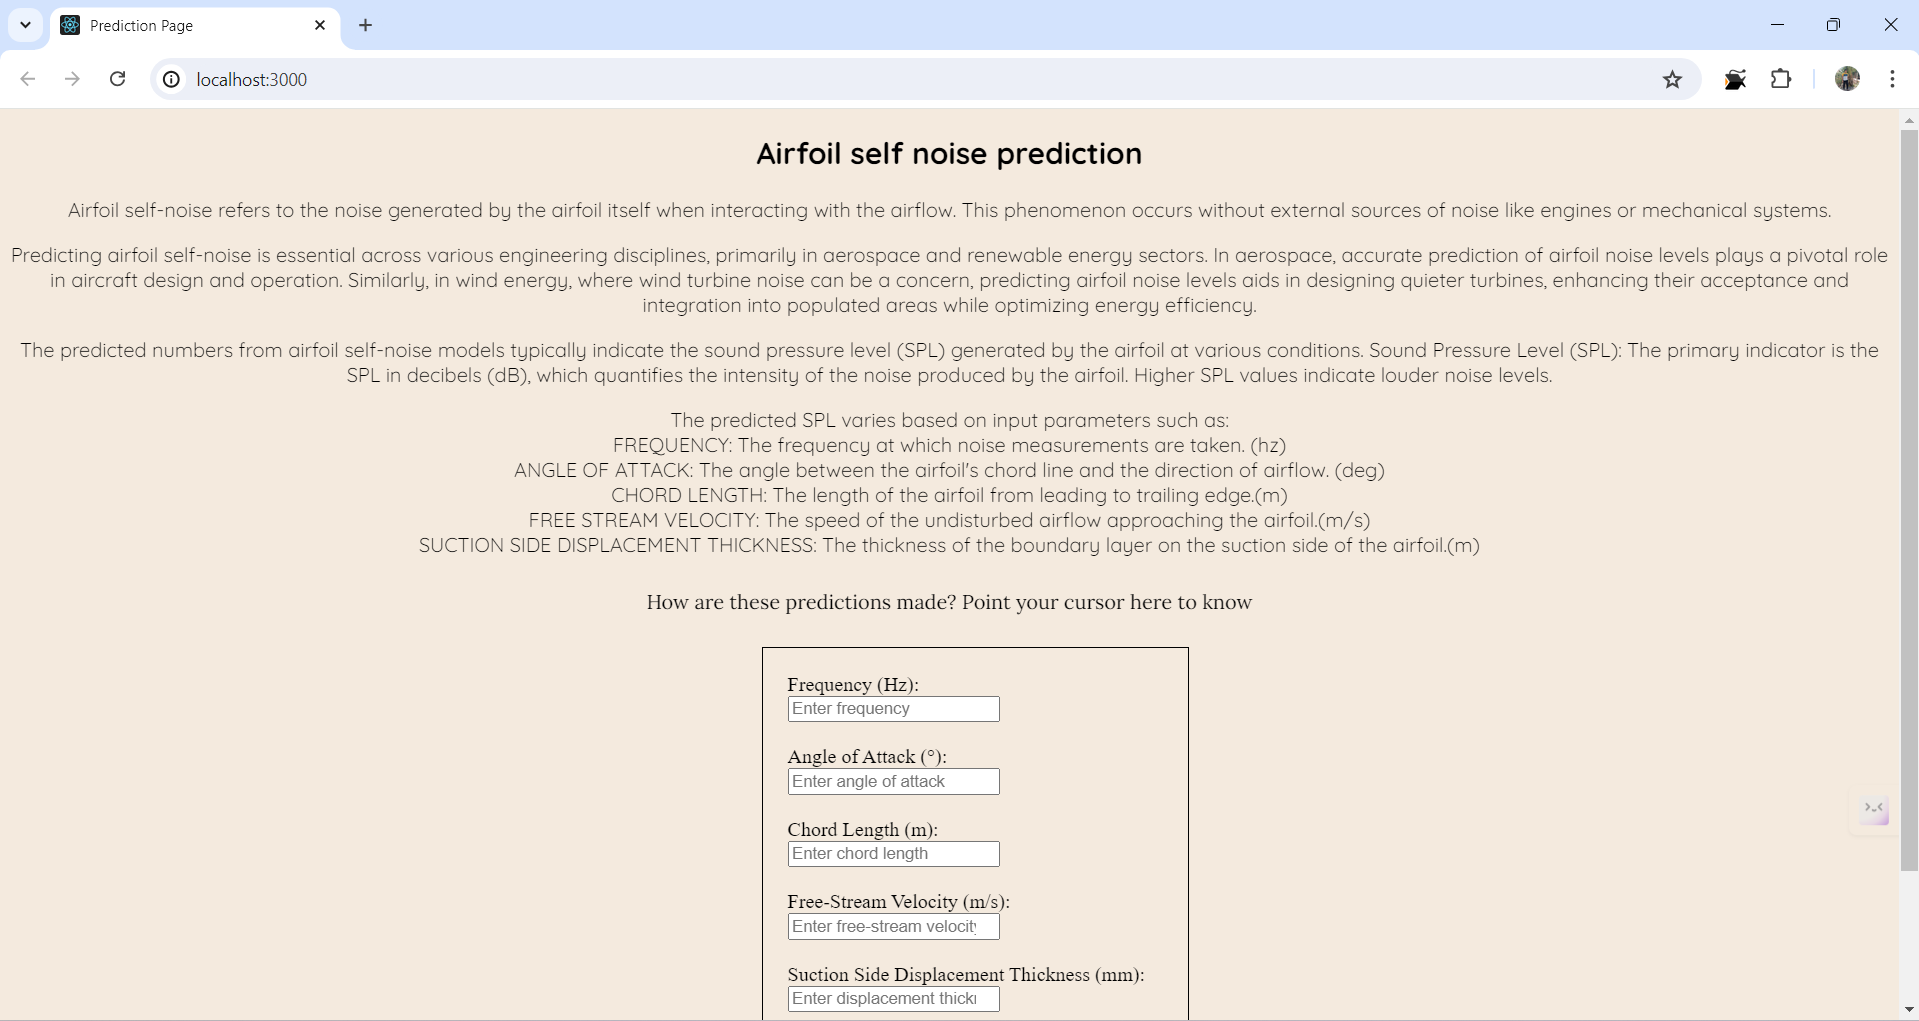 Prediction Page
localhost:3000
Airfoil self noise prediction
Airfoil self-noise refers to the noise generated by the airfoil itself when interacting with the airflow. This phenomenon occurs without external sources of noise like engines or mechanical systems.
Predicting airfoil self-noise is essential across various engineering disciplines, primarily in aerospace and renewable energy sectors. In aerospace, accurate prediction of airfoil noise levels plays a pivotal role
in aircraft design and operation. Similarly, in wind energy, where wind turbine noise can be a concern, predicting airfoil noise levels aids in designing quieter turbines, enhancing their acceptance and
integration into populated areas while optimizing energy efficiency.
The predicted numbers from airfoil self-noise models typically indicate the sound pressure level (SPL) generated by the airfoil at various conditions. Sound Pressure Level (SPL): The primary indicator is the
SPL in decibels (dB), which quantifies the intensity of the noise produced by the airfoil. Higher SPL values indicate louder noise levels.
The predicted SPL varies based on input parameters such as:
FREQUENCY: The frequency at which noise measurements are taken. (hz)
ANGLE OF ATTACK: The angle between the airfoil's chord line and the direction of airflow. (deg)
CHORD LENGTH: The length of the airfoil from leading to trailing edge.(m)
FREE STREAM VELOCITY: The speed of the undisturbed airflow approaching the airfoil.(m/s)
SUCTION SIDE DISPLACEMENT THICKNESS: The thickness of the boundary layer on the suction side of the airfoil.(m)
How are these predictions made? Point your cursor here to know
Frequency (Hz):
Enter frequency
Angle of Attack (°):
Enter angle of attack
Chord Length (m):
Enter chord length
Free-Stream Velocity (m/s):
Enter free-stream velocity
Suction Side Displacement Thickness (mm):
Enter displacement thick